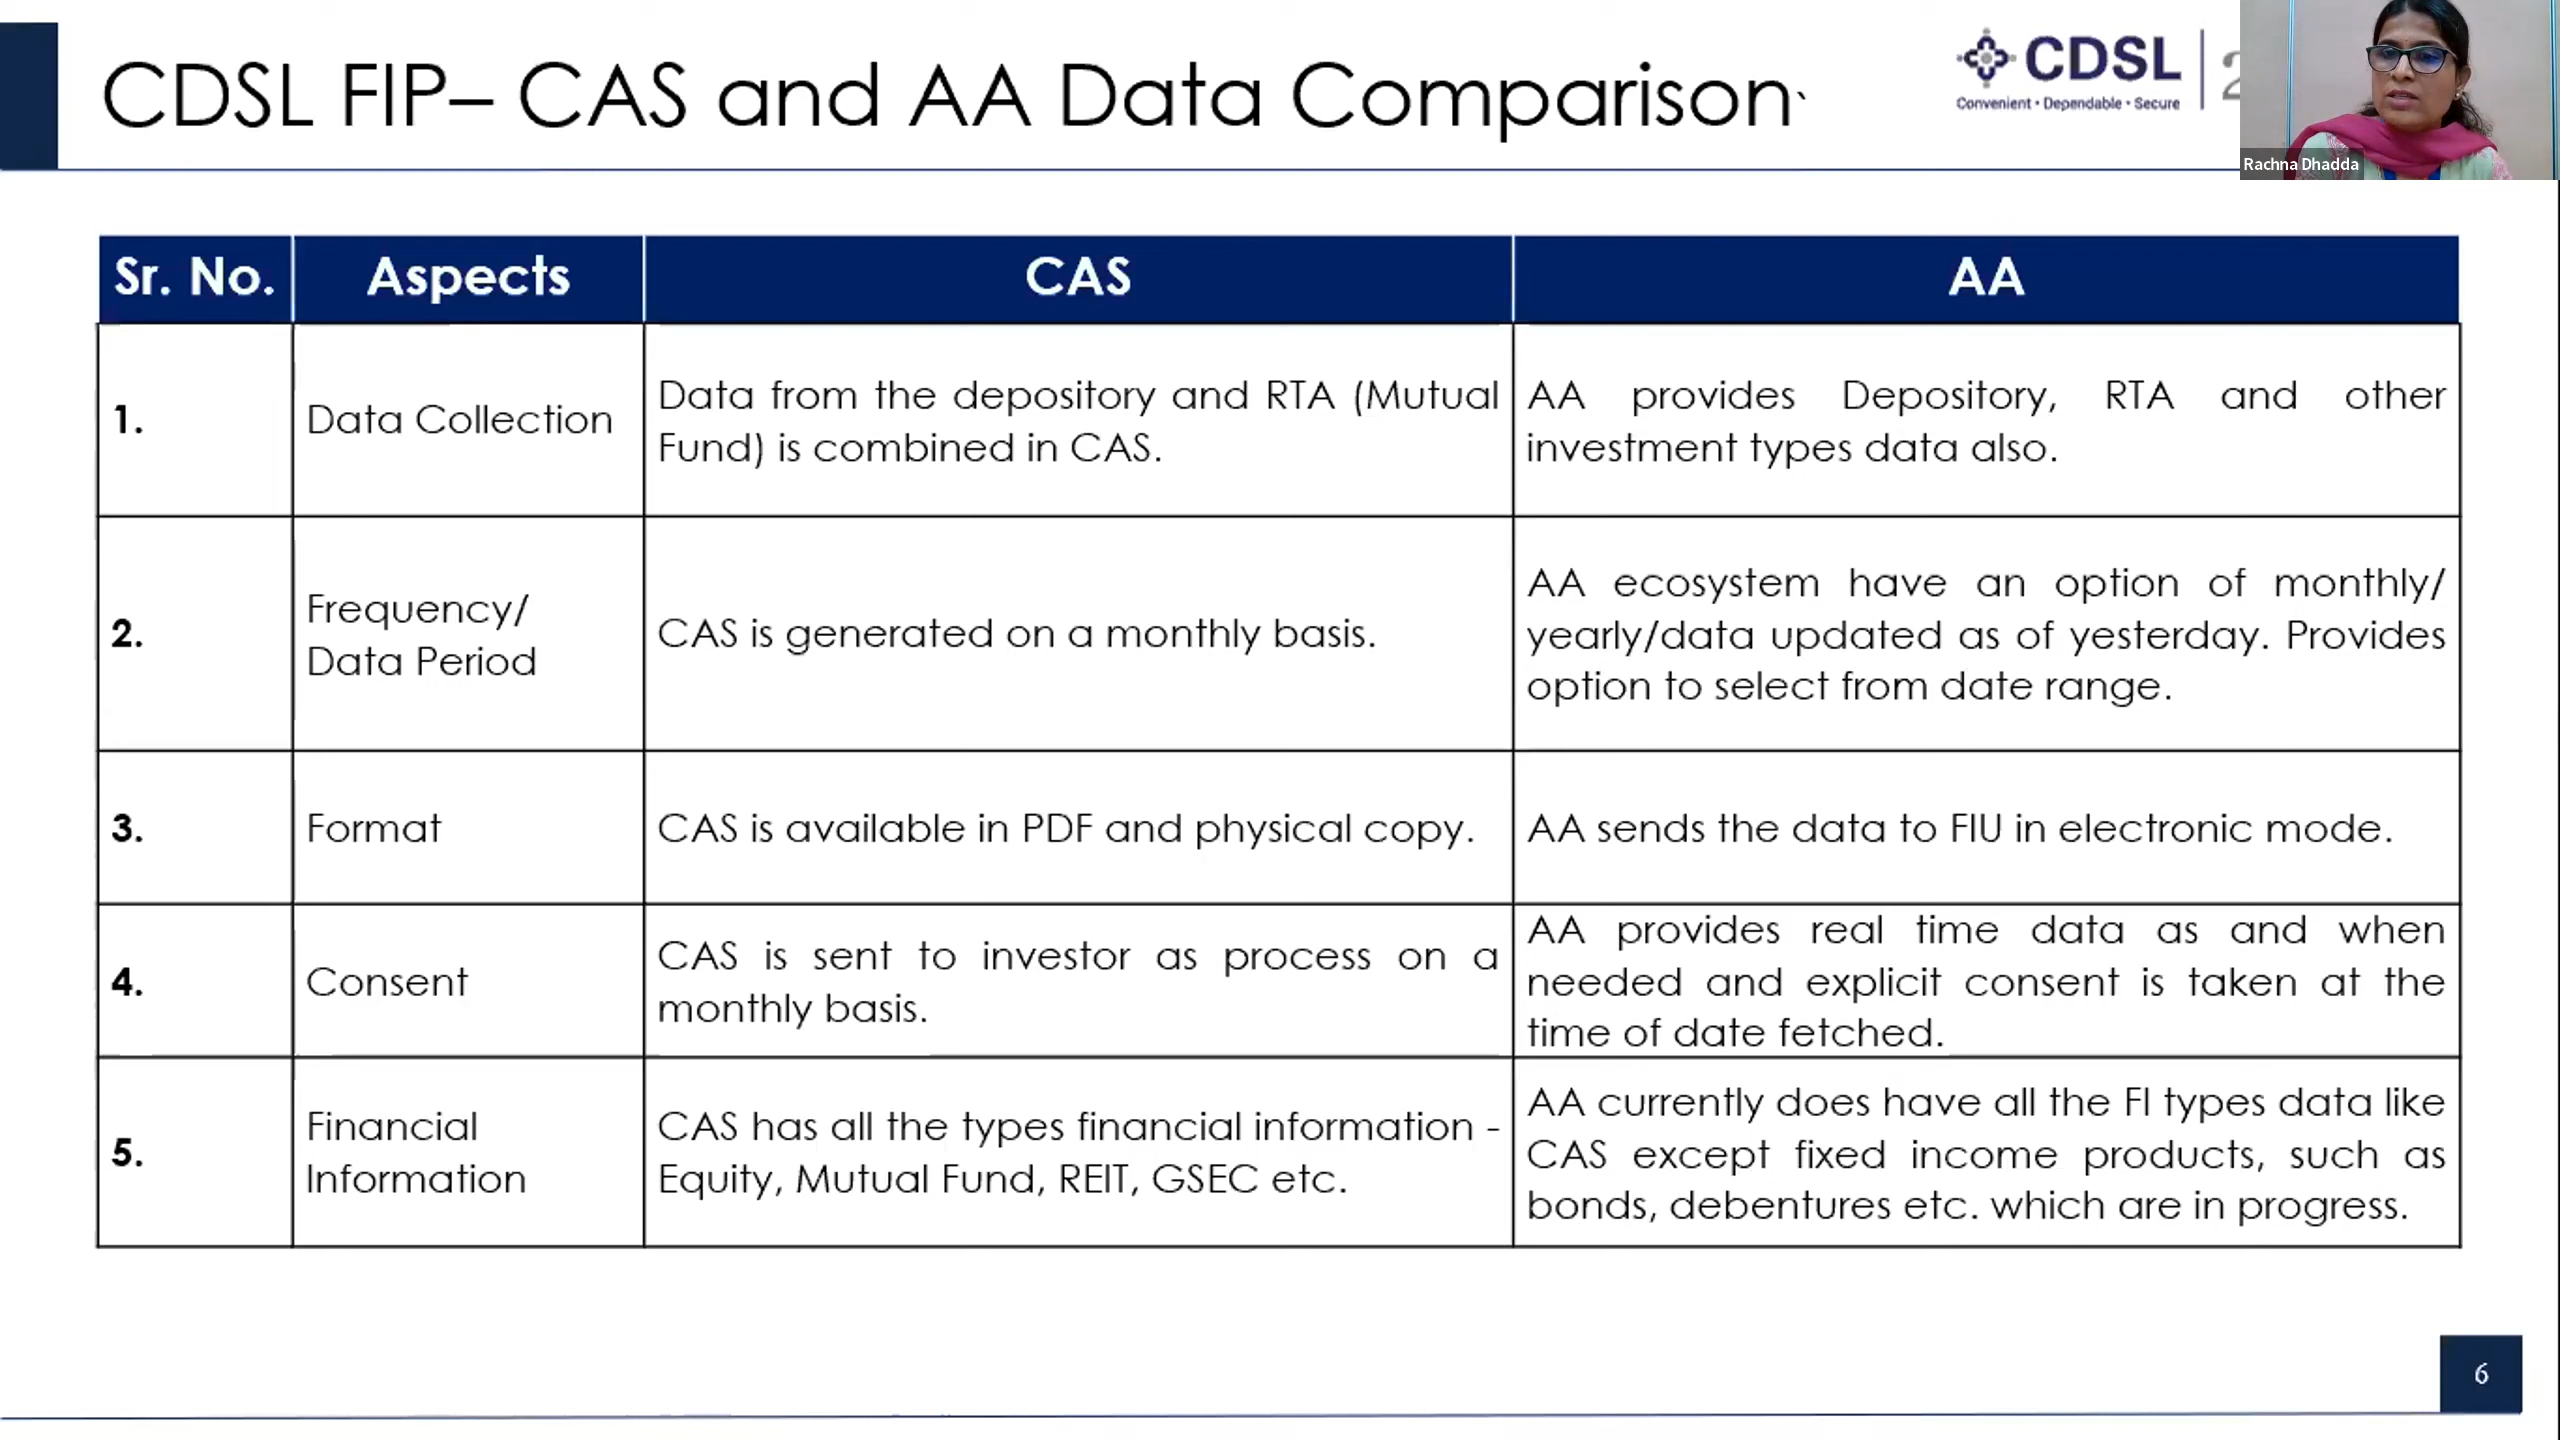 CDSL FIP– CAS and AA Data Comparison`
CDSL
Convenient • Dependable • Secure
Rachna Dhadda
Sr. No.
Aspects
CAS
AA
1.
Data Collection
Data from the depository and RTA (Mutual
Fund) is combined in CAS.
AA provides Depository, RTA and other
investment types data also.
2.
Frequency/
Data Period
CAS is generated on a monthly basis.
AA ecosystem have an option of monthly/
yearly/data updated as of yesterday. Provides
option to select from date range.
3.
Format
CAS is available in PDF and physical copy.
AA sends the data to FIU in electronic mode.
4.
Consent
CAS is sent to investor as process on a
monthly basis.
AA provides real time data as and when
needed and explicit consent is taken at the
time of date fetched.
5.
Financial
Information
CAS has all the types financial information -
Equity, Mutual Fund, REIT, GSEC etc.
AA currently does have all the FI types data like
CAS except fixed income products, such as
bonds, debentures etc. which are in progress.
6